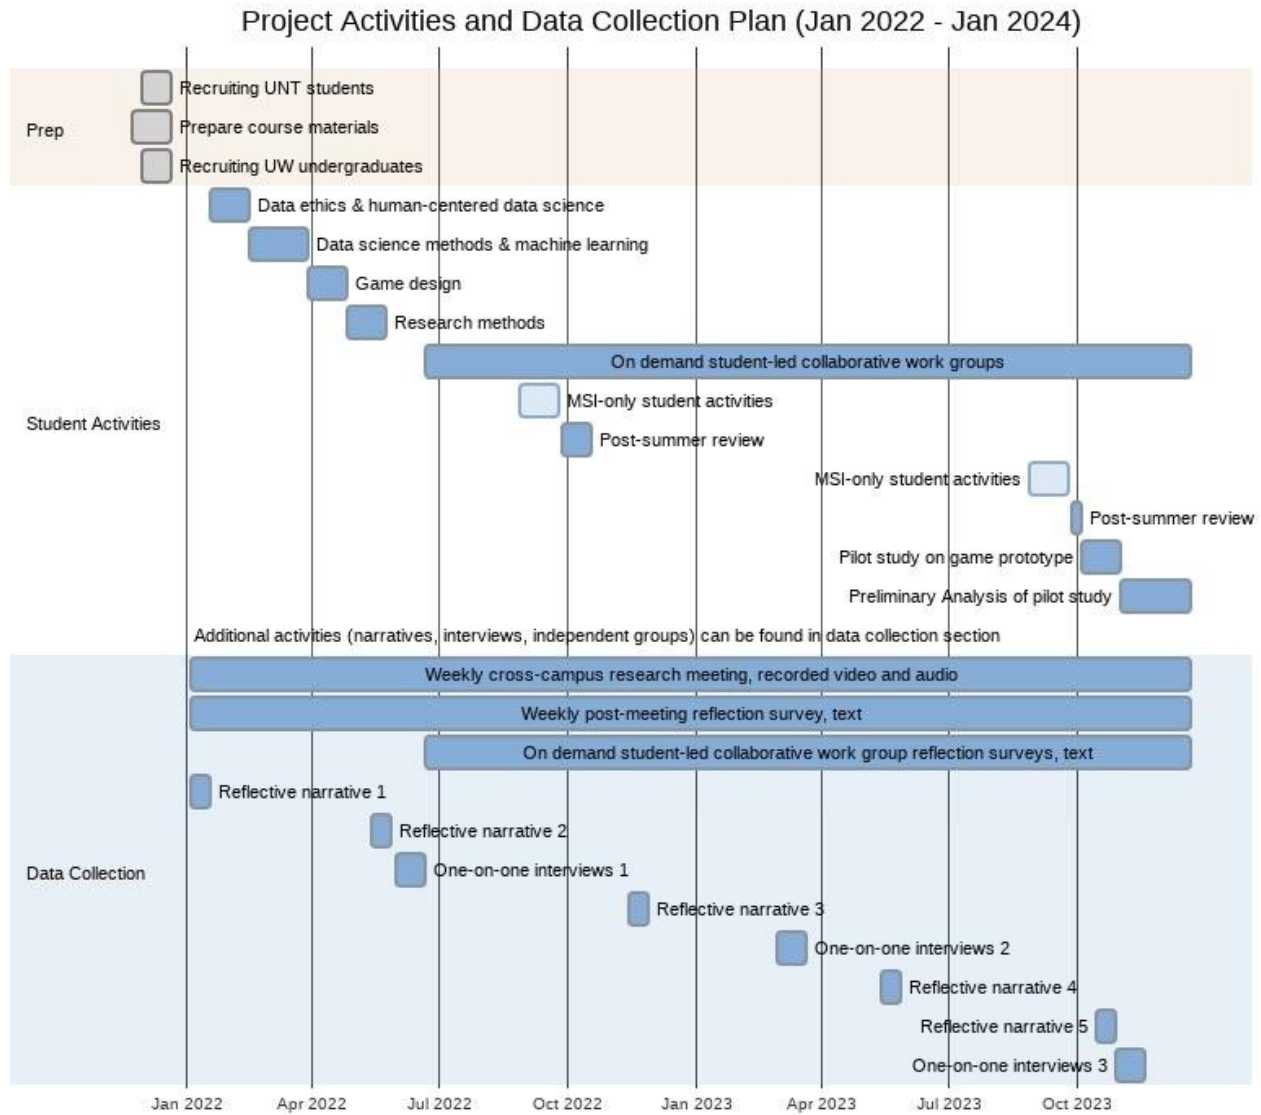 Project Activities and Data Collection Plan (Jan 2022 - Jan 2024)
Prep
Recruiting UNT students
Prepare course materials
Recruiting UW undergraduates
Student Activities
Data ethics & human-centered data science
Data science methods & machine learning
Game design
Research methods
On demand student-led collaborative work groups
MSI-only student activities
Post-summer review
MSI-only student activities
Post-summer review
Pilot study on game prototype
Preliminary Analysis of pilot study
Additional activities (narratives, interviews, independent groups) can be found in data collection section
Data Collection
Weekly cross-campus research meeting, recorded video and audio
Weekly post-meeting reflection survey, text
On demand student-led collaborative work group reflection surveys, text
Reflective narrative 1
Reflective narrative 2
One-on-one interviews 1
Reflective narrative 3
One-on-one interviews 2
Reflective narrative 4
Reflective narrative 5
One-on-one interviews 3
Jan 2022 Apr 2022 Jul 2022 Oct 2022 Jan 2023 Apr 2023 Jul 2023 Oct 2023